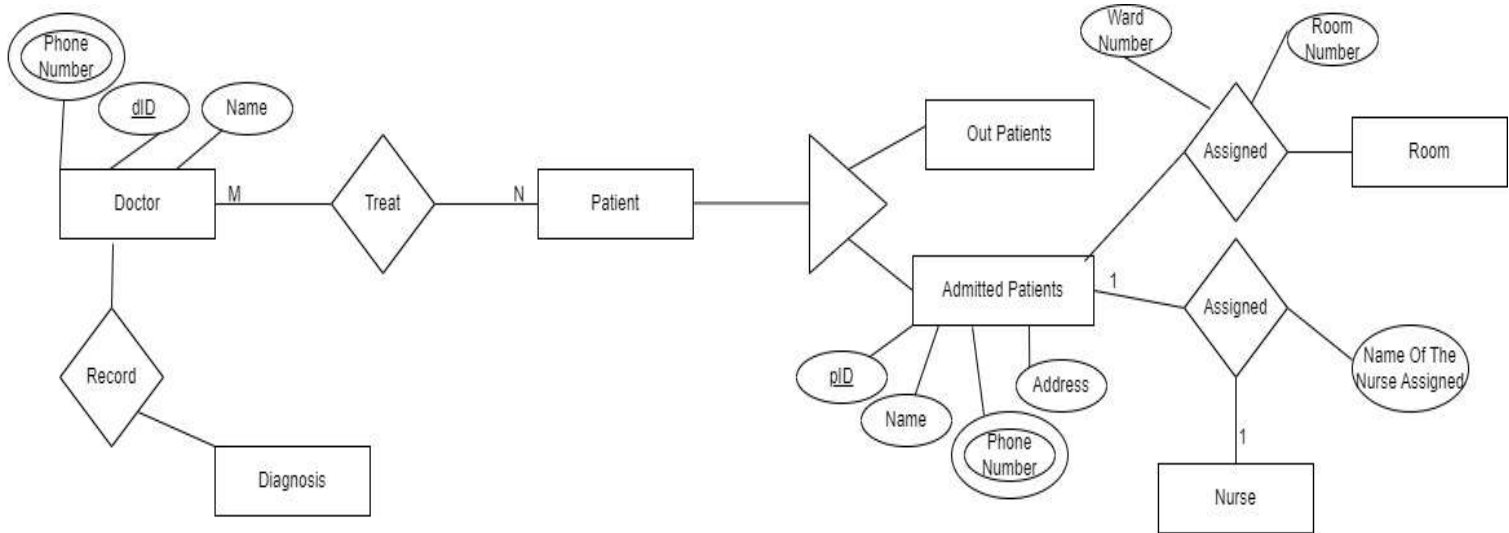 Phone
Number
dID
Name
Doctor
M
Treat
N
Patient
Out Patients
Ward
Number
Room
Number
Assigned
Room
Admitted Patients
1
Assigned
Name Of The
Nurse Assigned
1
Nurse
pID
Name
Phone
Number
Address
Record
Diagnosis